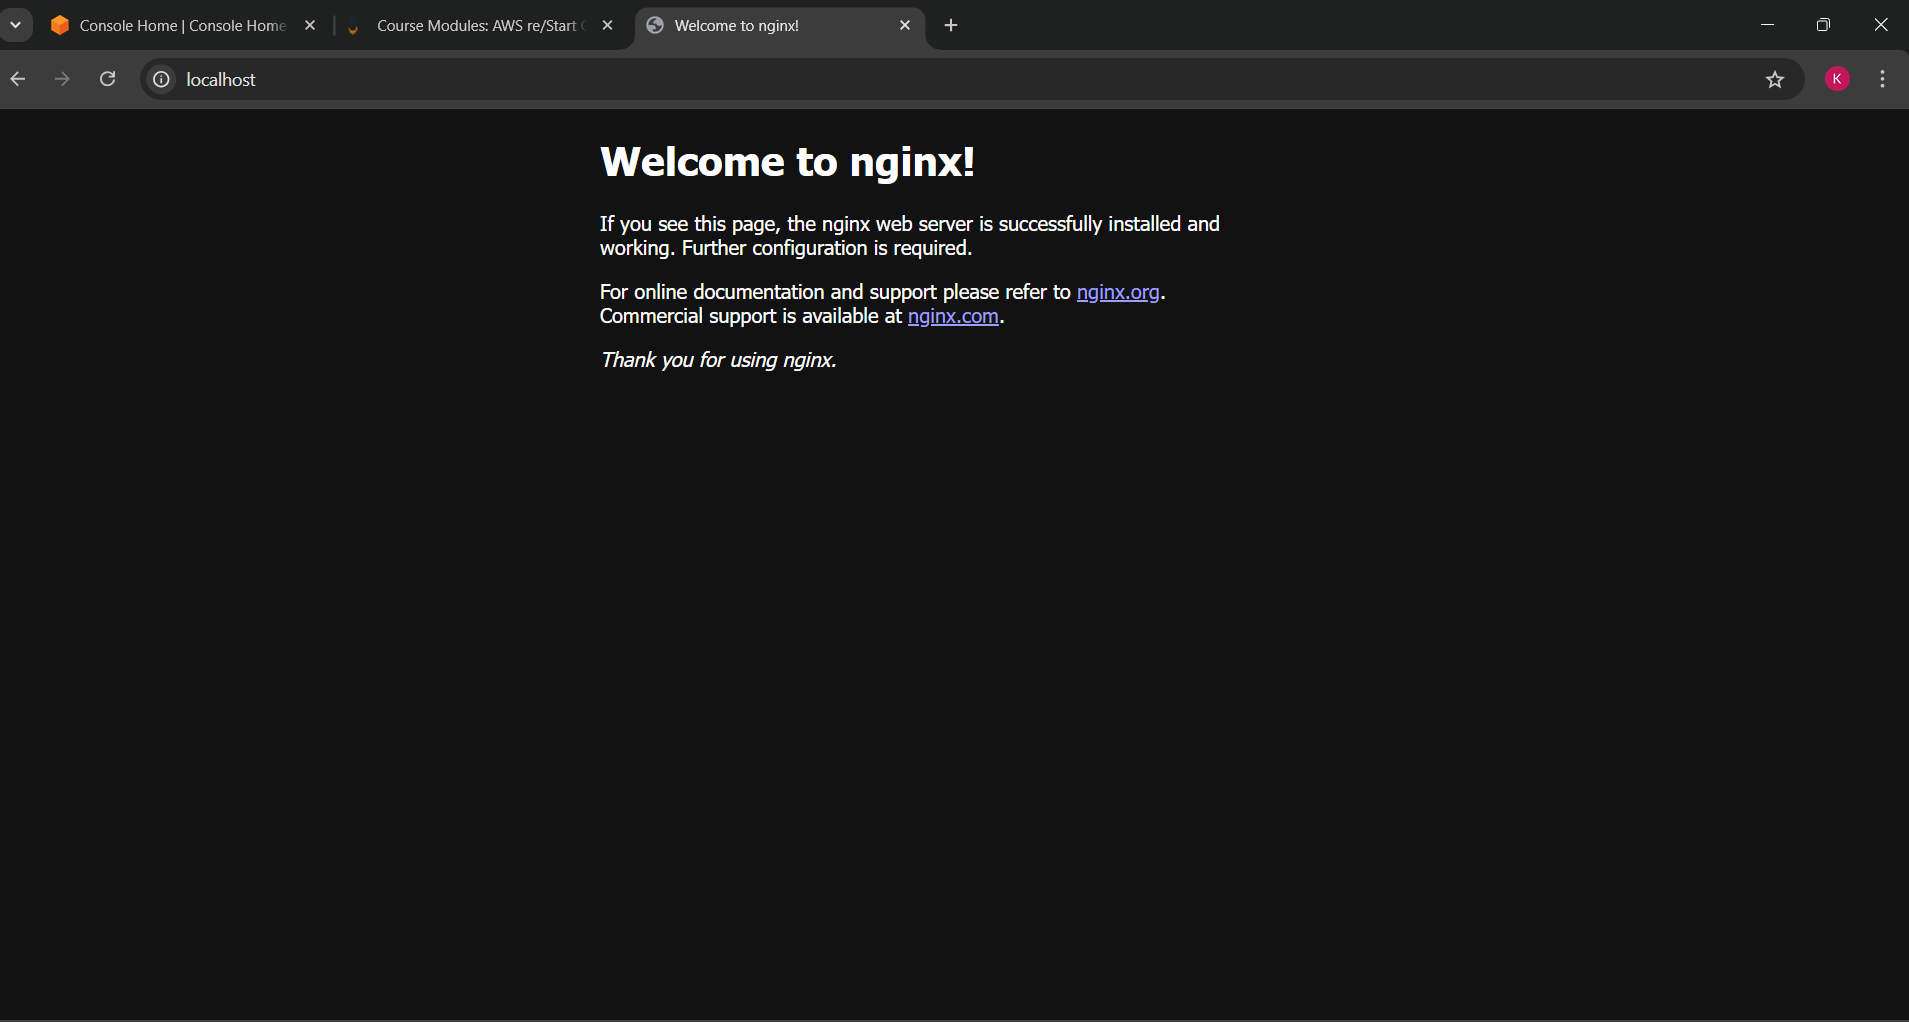 Console Home | Console Home
Course Modules: AWS re/Start
Welcome to nginx!
localhost
K
Welcome to nginx!
If you see this page, the nginx web server is successfully installed and
working. Further configuration is required.
For online documentation and support please refer to nginx.org.
Commercial support is available at nginx.com.
Thank you for using nginx.